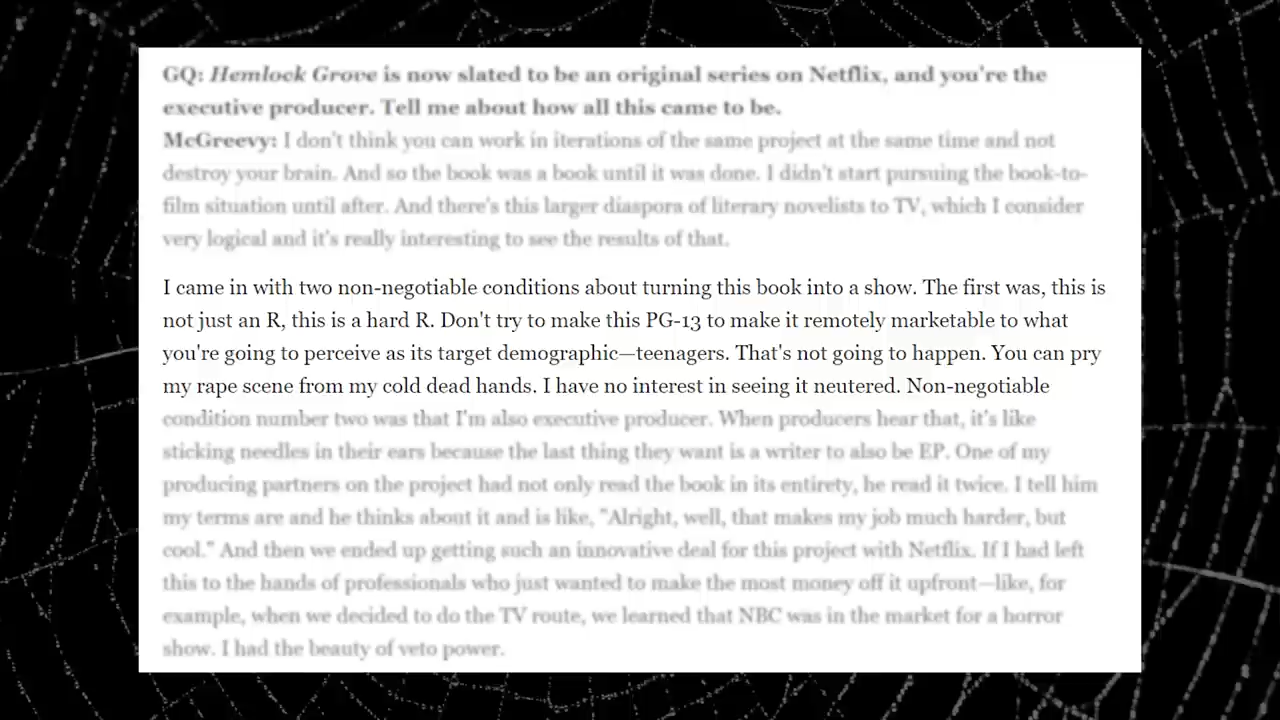 GQ: Hemlock Grove is now slated to be an original series on Netflix, and you're the
executive producer. Tell me about how all this came to be.
McGreevy: I don't think you can work in iterations of the same project at the same time and not
destroy your brain. And so the book was a book until it was done. I didn't start pursuing the book-to-
film situation until after. And there's this larger diaspora of literary novelists to TV, which I consider
very logical and it's really interesting to see the results of that.
I came in with two non-negotiable conditions about turning this book into a show. The first was, this is
not just an R, this is a hard R. Don't try to make this PG-13 to make it remotely marketable to what
you're going to perceive as its target demographic—teenagers. That's not going to happen. You can pry
my rape scene from my cold dead hands. I have no interest in seeing it neutered. Non-negotiable
condition number two was that I'm also executive producer. When producers hear that, it's like
sticking needles in their ears because the last thing they want is a writer to also be EP. One of my
producing partners on the project had not only read the book in its entirety, he read it twice. I tell him
my terms are and he thinks about it and is like, "Alright, well, that makes my job much harder, but
cool." And then we ended up getting such an innovative deal for this project with Netflix. If I had left
this to the hands of professionals who just wanted to make the most money off it upfront—like, for
example, when we decided to do the TV route, we learned that NBC was in the market for a horror
show. I had the beauty of veto power.